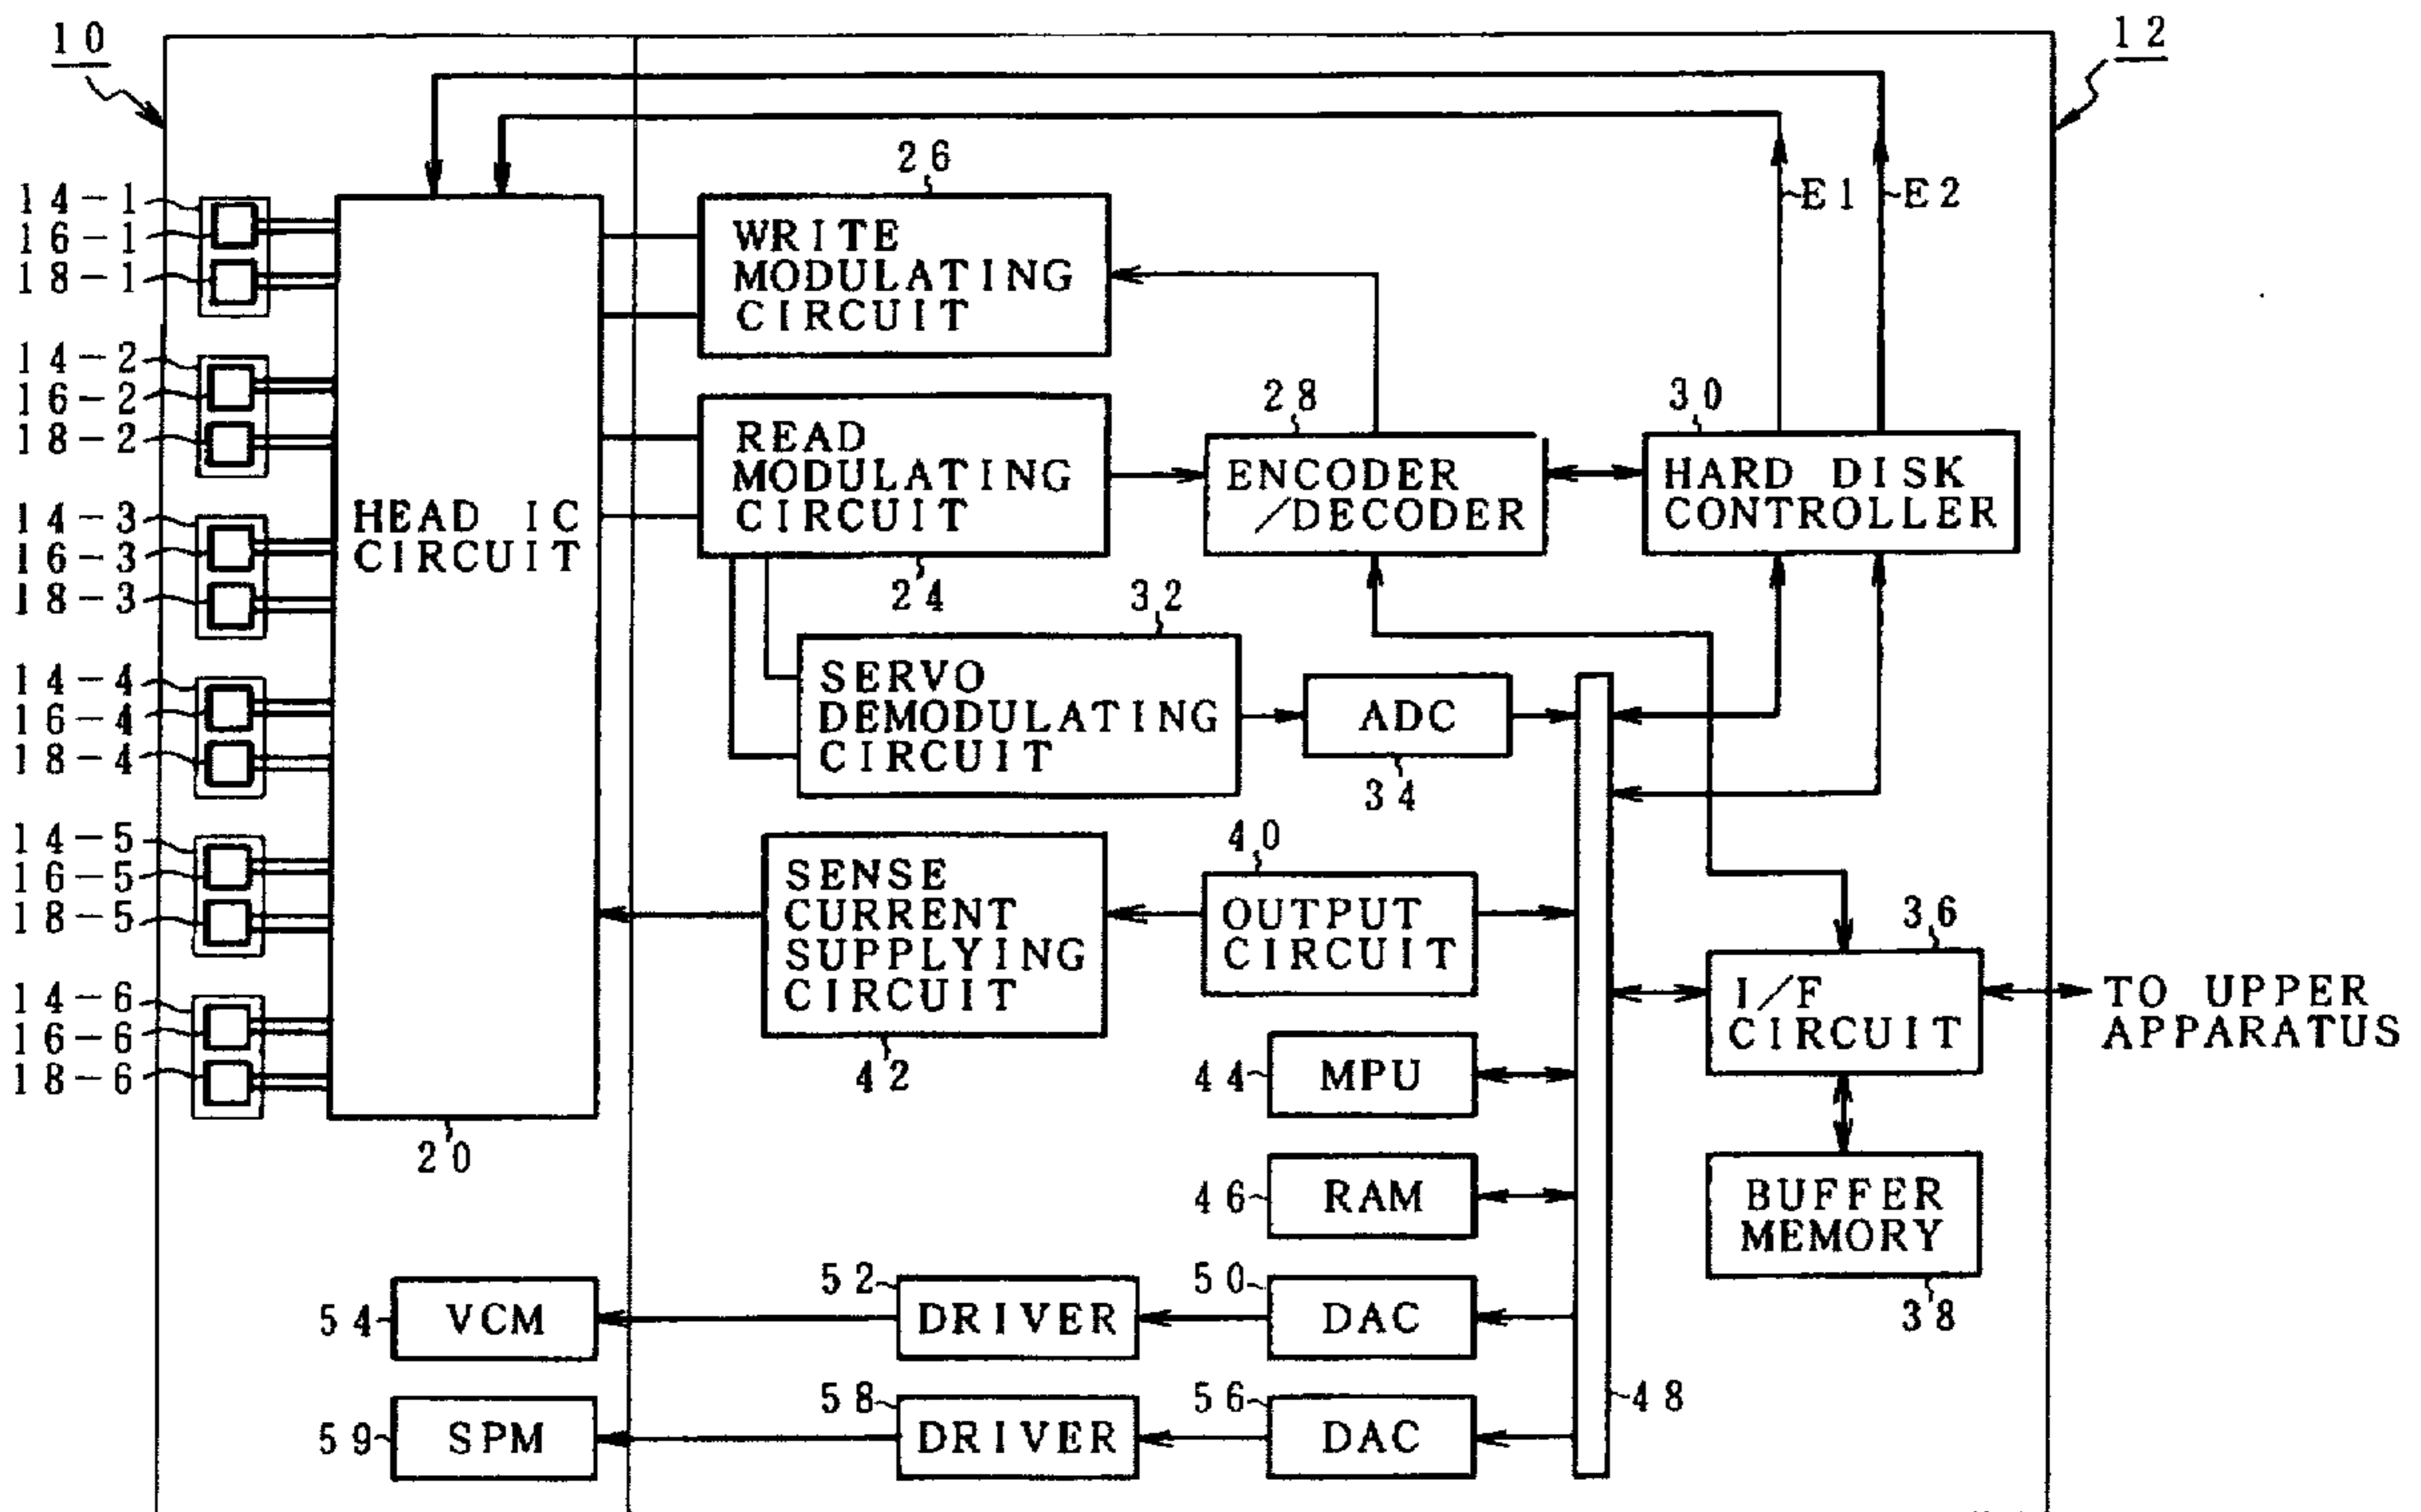 10
12
26
E1
E2
14-1
16-1
18-1
WRITE
MODULATING
CIRCUIT
14-2
16-2
18-2
28
30
READ
MODULATING
CIRCUIT
ENCODER
/DECODER
HARD DISK
CONTROLLER
14-3
16-3
18-3
HEAD IC
CIRCUIT
24
32
14-4
16-4
18-4
SERVO
DEMODULATING
CIRCUIT
ADC
34
14-5
16-5
18-5
40
SENSE
CURRENT
SUPPLYING
CIRCUIT
OUTPUT
CIRCUIT
36
14-6
16-6
18-6
I/F
CIRCUIT
TO UPPER
APPARATUS
42
44
MPU
20
46
RAM
BUFFER
MEMORY
38
54
VCM
52
DRIVER
50
DAC
59
SPM
58
DRIVER
56
DAC
48